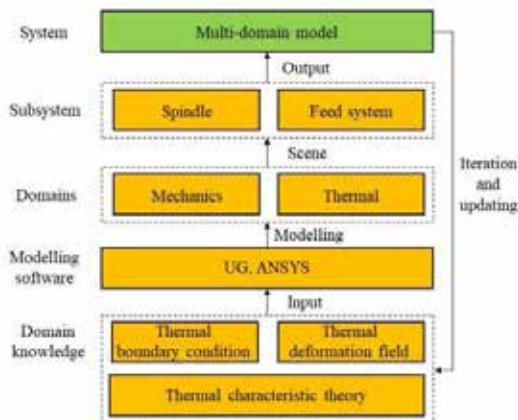 System
Multi-domain model
Output
Subsystem
Spindle
Feed system
Scene
Iteration
and
updating
Domains
Mechanics
Thermal
Modelling
Modelling
software
UG, ANSYS
Input
Domain
knowledge
Thermal
boundary condition
Thermal
deformation field
Thermal characteristic theory